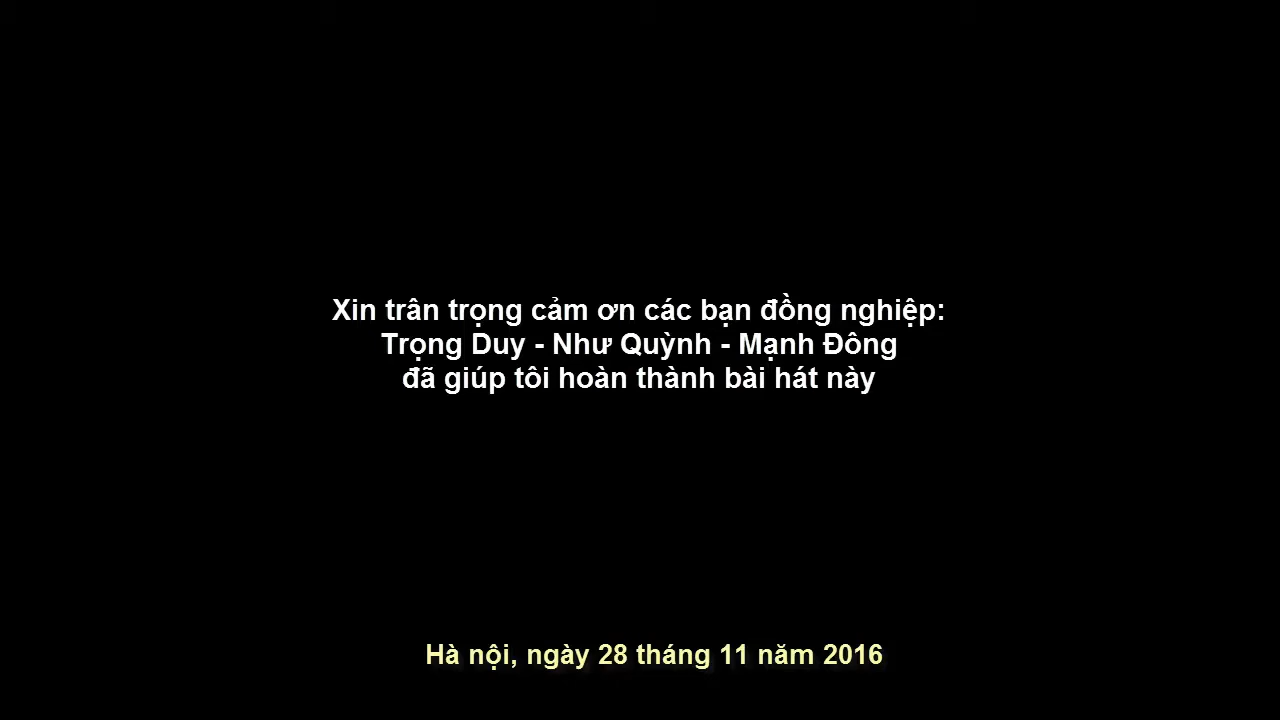 Xin trân trọng cảm ơn các bạn đồng nghiệp:
Trọng Duy - Như Quỳnh - Mạnh Đông
đã giúp tôi hoàn thành bài hát này
Hà nội, ngày 28 tháng 11 năm 2016